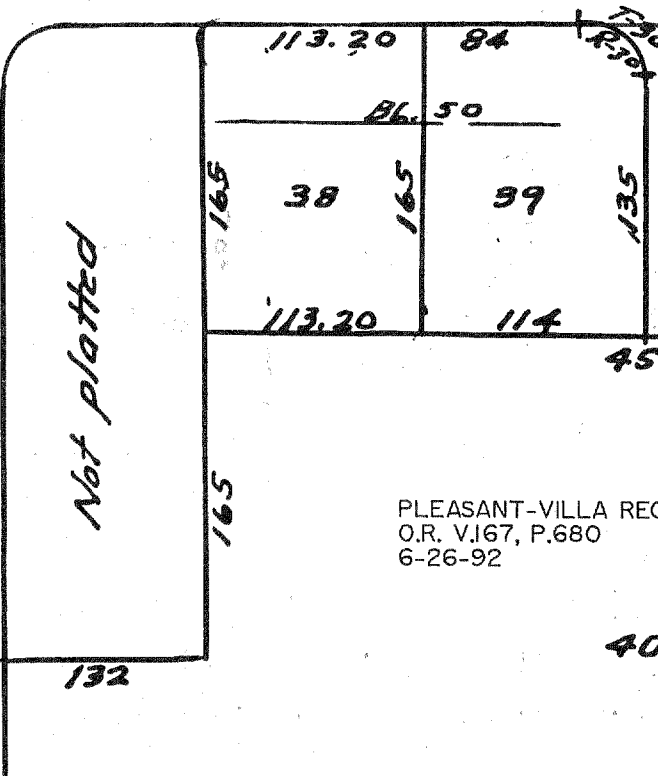 113.20 84 T-30
R-30
BL. 50
165 38 165 39 135
113.20 114
45
Not platted
165
PLEASANT-VILLA REC
O.R. V.167, P.680
6-26-92
40
132